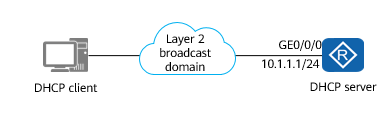 Layer 2
broadcast
domain
GE0/0/0
10.1.1.1/24
R
DHCP client
DHCP server